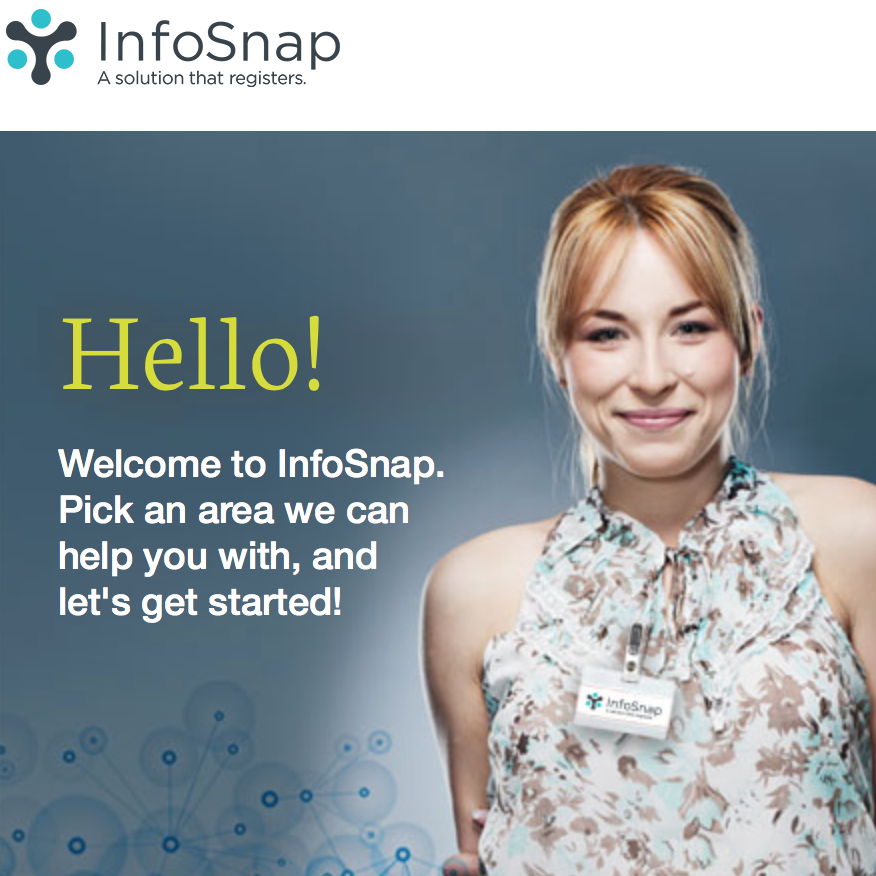 InfoSnap
A solution that registers.
Hello!
Welcome to InfoSnap.
Pick an area we can
help you with, and
let's get started!
InfoSnap